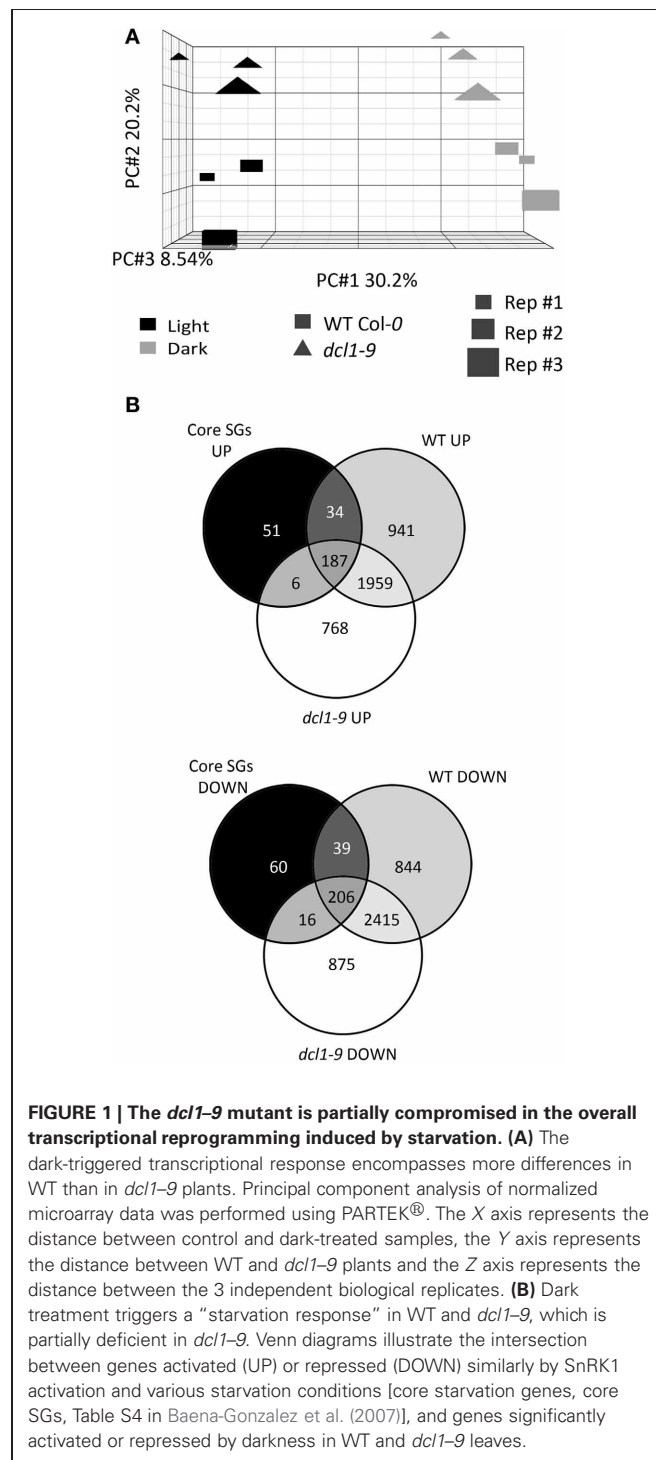 A
PC#2 20.2%
PC#3 8.54%
PC#1 30.2%
Light
Dark
WT Col-0
dcl1-9
Rep #1
Rep #2
Rep #3
B
Core SGs
UP
WT UP
51
34
941
187
6
1959
768
dcl1-9 UP
Core SGs
DOWN
WT DOWN
60
39
844
206
16
2415
875
dcl1-9 DOWN
FIGURE 1 | The dcl1–9 mutant is partially compromised in the overall
transcriptional reprogramming induced by starvation. (A) The
dark-triggered transcriptional response encompasses more differences in
WT than in dcl1–9 plants. Principal component analysis of normalized
microarray data was performed using PARTEK®. The X axis represents the
distance between control and dark-treated samples, the Y axis represents
the distance between WT and dcl1–9 plants and the Z axis represents the
distance between the 3 independent biological replicates. (B) Dark
treatment triggers a “starvation response” in WT and dcl1–9, which is
partially deficient in dcl1–9. Venn diagrams illustrate the intersection
between genes activated (UP) or repressed (DOWN) similarly by SnRK1
activation and various starvation conditions [core starvation genes, core
SGs, Table S4 in Baena-Gonzalez et al. (2007)], and genes significantly
activated or repressed by darkness in WT and dcl1–9 leaves.